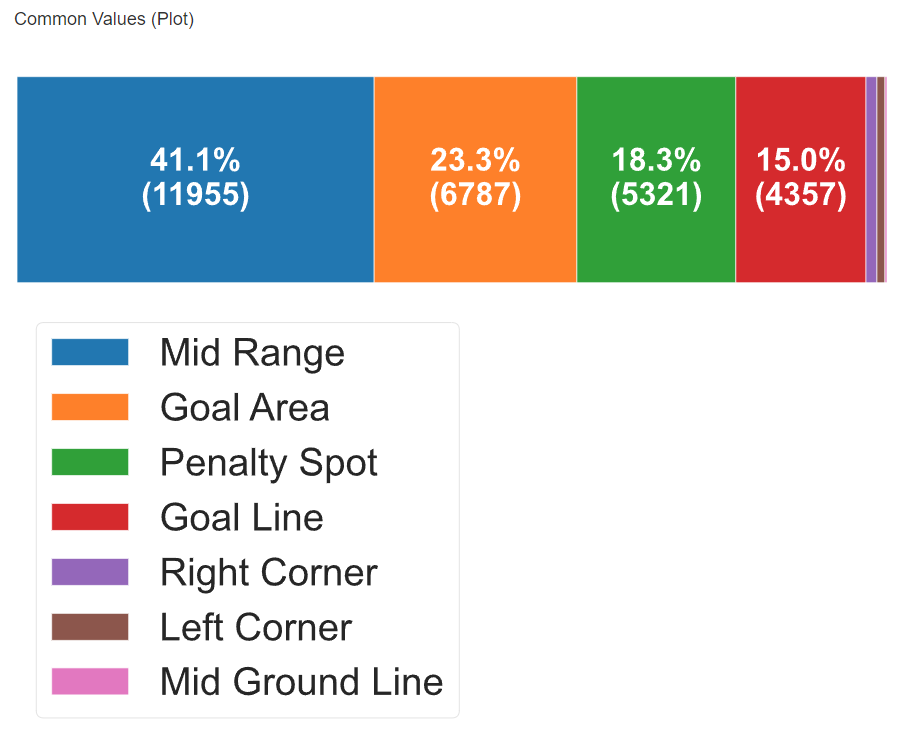 Common Values (Plot)
41.1% 23.3% 18.3% 15.0%
(11955) (6787) (5321) (4357)
Mid Range
Goal Area
Penalty Spot
Goal Line
Right Corner
Left Corner
Mid Ground Line